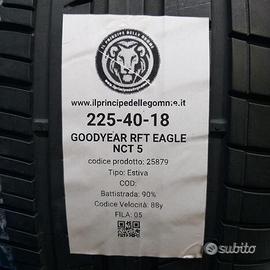 IL PRINCIPE DELLE GOMME
www.ilprincipedellegomme.it
225-40-18
GOODYEAR RFT EAGLE
NCT 5
codice prodotto: 25879
Tipo: Estiva
COD:
Battistrada: 90%
Codice Velocità: 88y
FILA: 05
subito